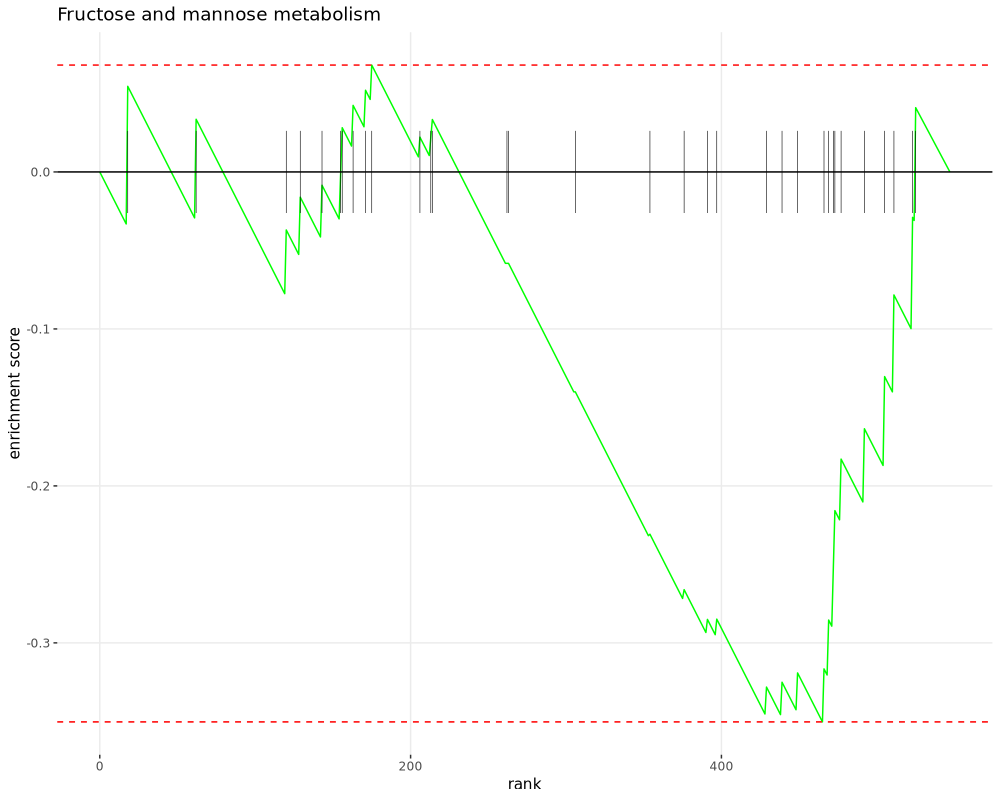 Fructose and mannose metabolism
enrichment score
0.0
-0.1
-0.2
-0.3
0
200
400
rank